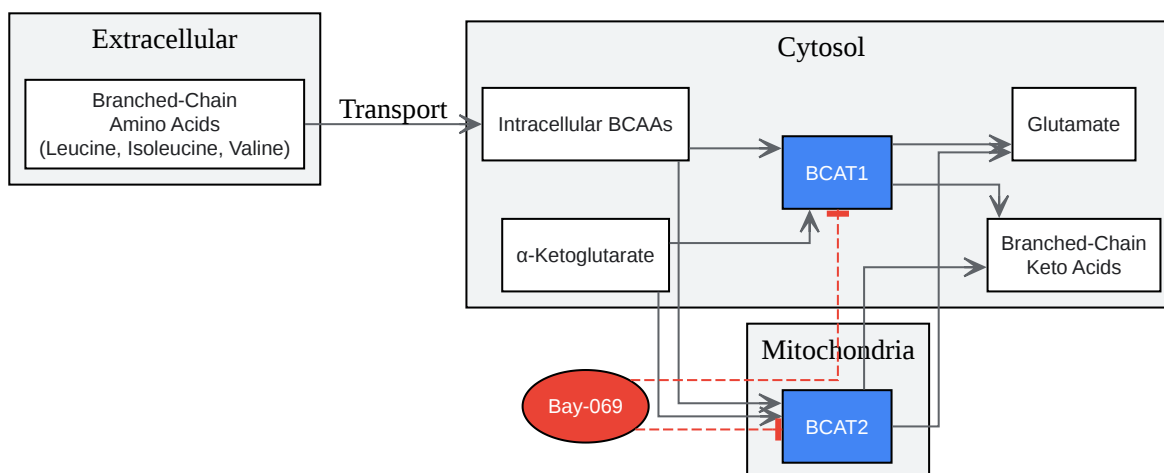 Extracellular
Branched-Chain
Amino Acids
(Leucine, Isoleucine, Valine)
Transport
Cytosol
Intracellular BCAAs
BCAT1
Glutamate
α-Ketoglutarate
Branched-Chain
Keto Acids
Mitochondria
Bay-069
BCAT2